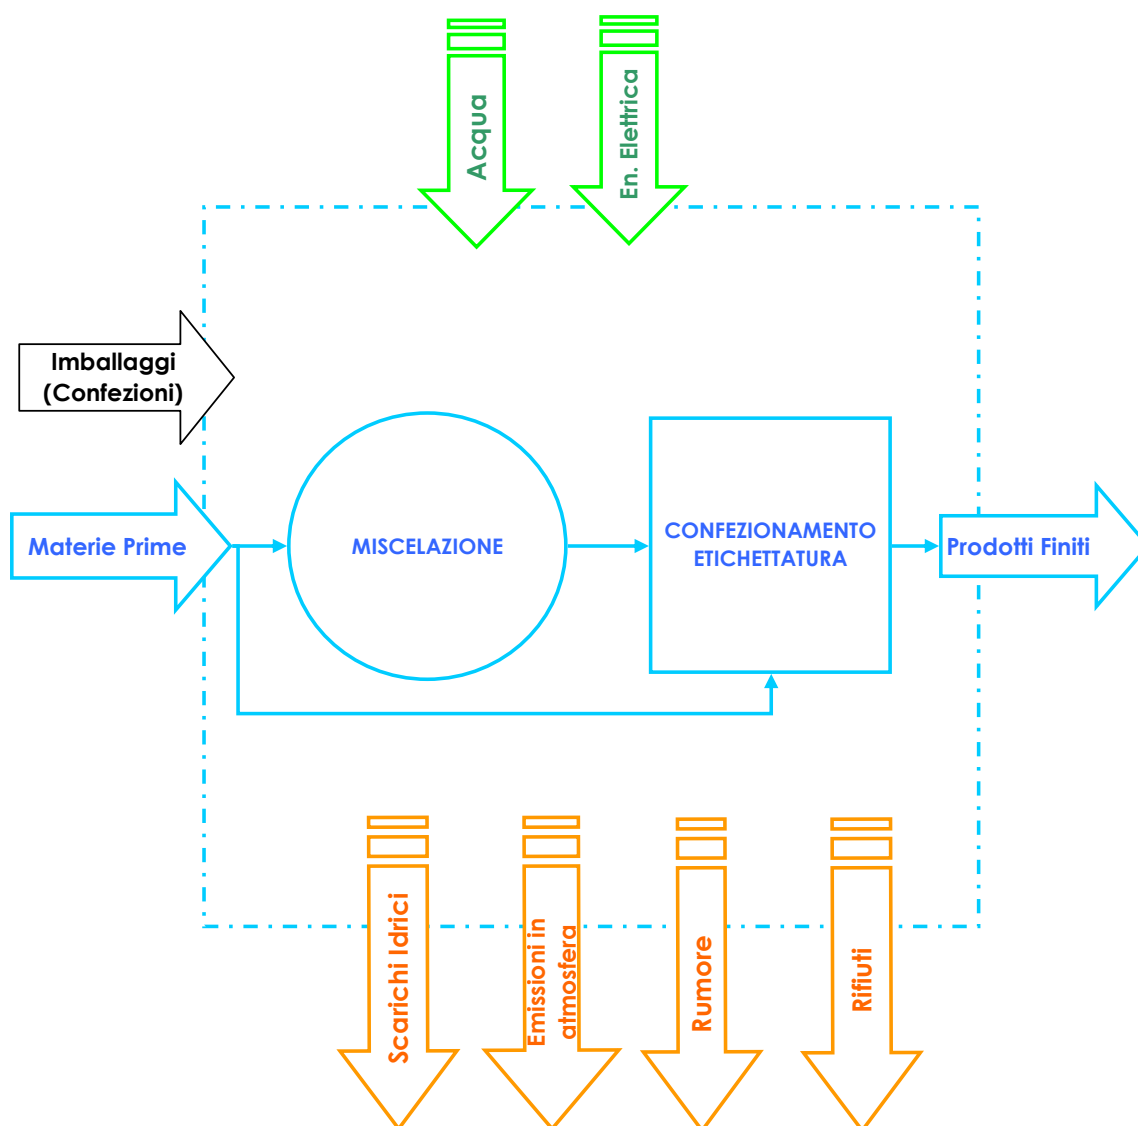 Acqua
En. Elettrica
Imballaggi
(Confezioni)
Materie Prime
MISCELAZIONE
CONFEZIONAMENTO
ETICHETTATURA
Prodotti Finiti
Scarichi Idrici
Emissioni in
atmosfera
Rumore
Rifiuti